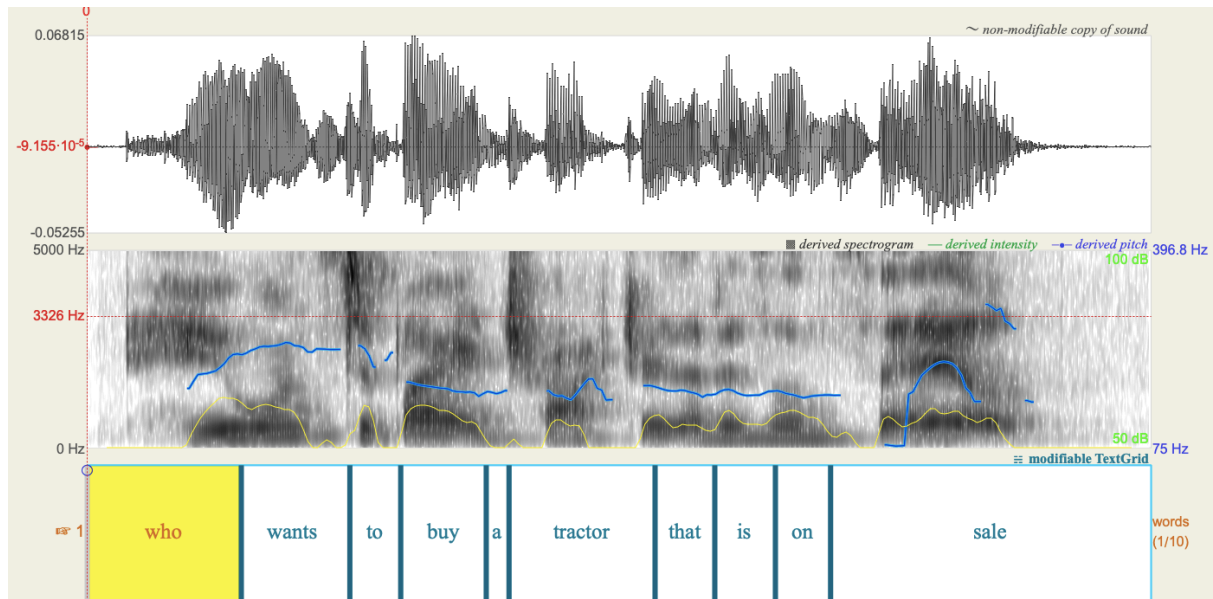 0
0.06815
~ non-modifiable copy of sound
-9.155·10-5
-0.05255
derived spectrogram derived intensity derived pitch
5000 Hz 100 dB 396.8 Hz
3326 Hz
0 Hz 50 dB 75 Hz
modifiable TextGrid
☞ 1 who wants to buy a tractor that is on sale words
(1/10)